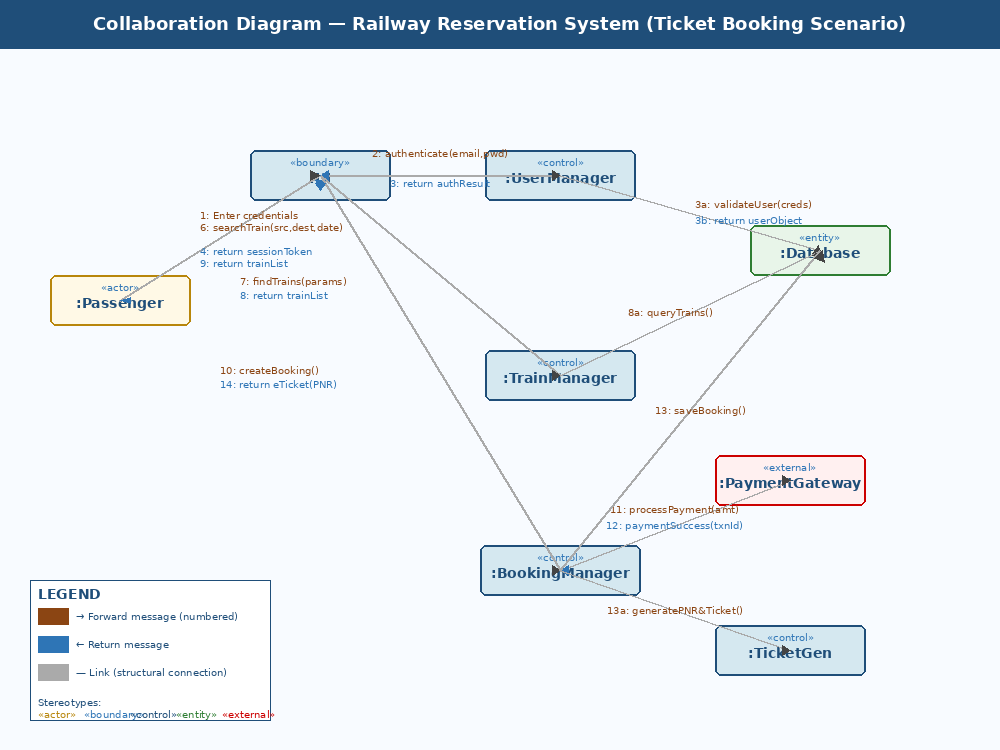 Collaboration Diagram — Railway Reservation System (Ticket Booking Scenario)
«boundary»
2: authenticate(email,pwd)
3: return authResult
«control»
:UserManager
3a: validateUser(creds)
3b: return userObject
«entity»
:Database
1: Enter credentials
6: searchTrain(src,dest,date)
4: return sessionToken
9: return trainList
«actor»
:Passenger
7: findTrains(params)
8: return trainList
8a: queryTrains()
«control»
:TrainManager
10: createBooking()
14: return eTicket(PNR)
13: saveBooking()
«external»
:PaymentGateway
11: processPayment(amt)
12: paymentSuccess(txnId)
«control»
:BookingManager
13a: generatePNR&Ticket()
«control»
:TicketGen
LEGEND
→ Forward message (numbered)
← Return message
— Link (structural connection)
Stereotypes:
«actor» «boundary» «control» «entity» «external»